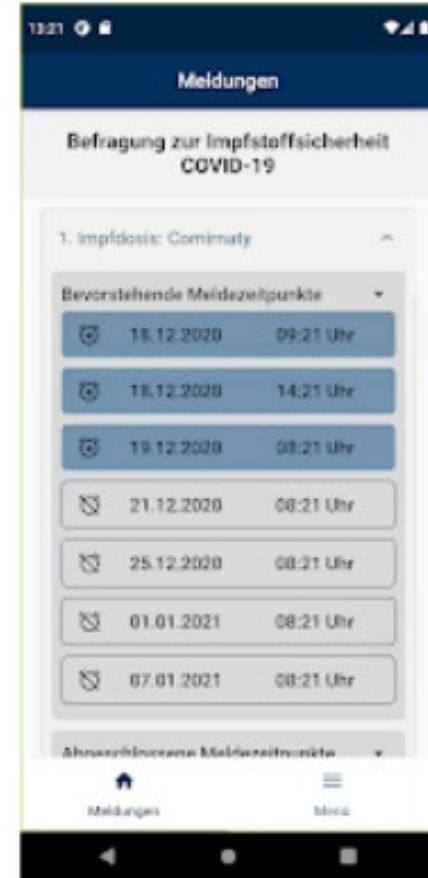 13:21
Meldungen
Befragung zur Impfstoffsicherheit
COVID-19
1. Impfdosis: Comirnaty
Bevorstehende Meldezeitpunkte
18.12.2020 09:21 Uhr
18.12.2020 14:21 Uhr
19.12.2020 08:21 Uhr
21.12.2020 08:21 Uhr
25.12.2020 08:21 Uhr
01.01.2021 08:21 Uhr
07.01.2021 08:21 Uhr
Abgeschlossene Meldezeitpunkte
Meldungen Menü